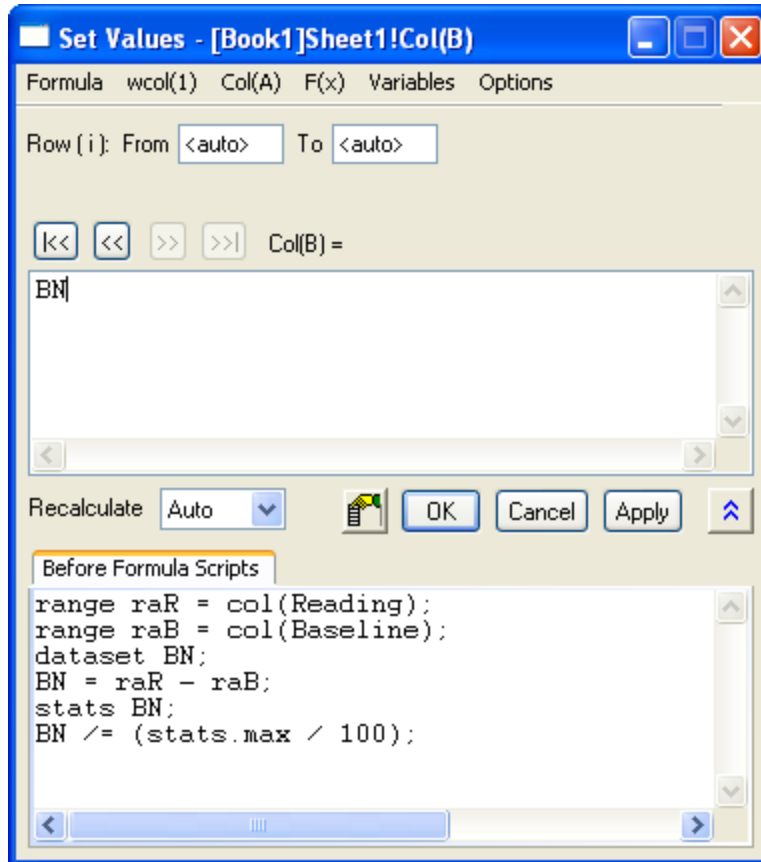 Set Values - [Book1]Sheet1!Col(B)
Formula wcol(1) Col(A) F(x) Variables Options
Row ( i ): From <auto> To <auto>
|<< << >> >>| Col(B) =
BN
Recalculate Auto OK Cancel Apply
Before Formula Scripts
range raR = col(Reading);
range raB = col(Baseline);
dataset BN;
BN = raR - raB;
stats BN;
BN /= (stats.max / 100);